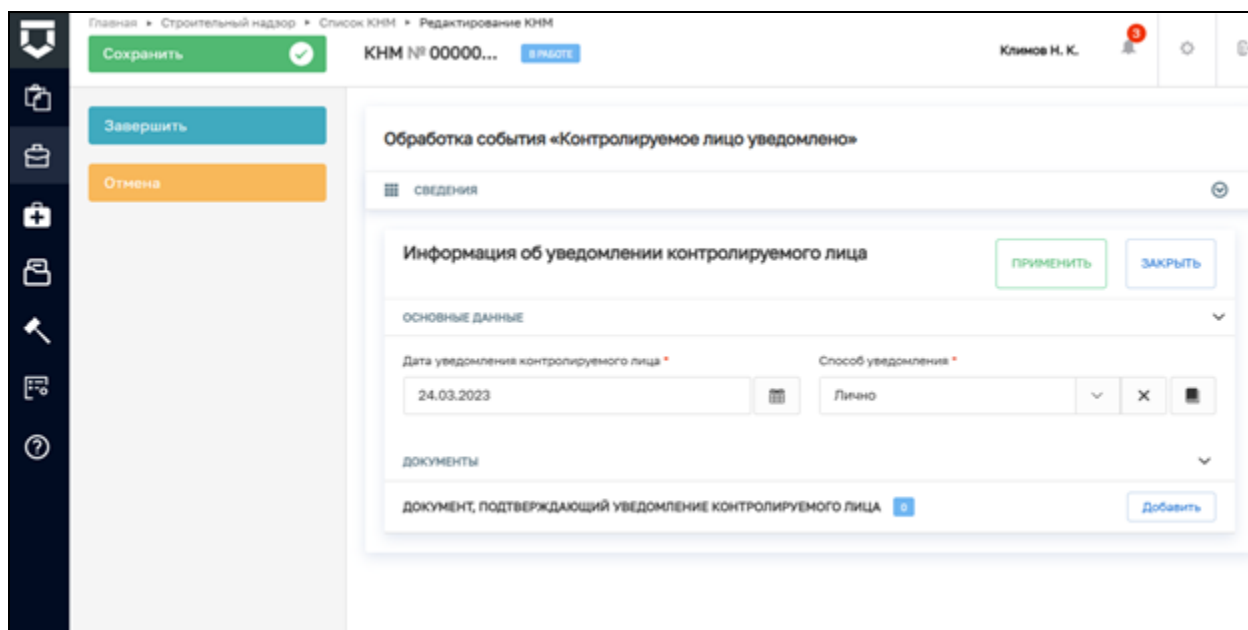 Главная ▸ Строительный надзор ▸ Список КНМ ▸ Редактирование КНМ
Сохранить
КНМ № 00000...
В РАБОТЕ
Климов Н. К.
3
Завершить
Отмена
Обработка события «Контролируемое лицо уведомлено»
СВЕДЕНИЯ
Информация об уведомлении контролируемого лица
ПРИМЕНИТЬ
ЗАКРЫТЬ
ОСНОВНЫЕ ДАННЫЕ
Дата уведомления контролируемого лица *
Способ уведомления *
24.03.2023
Лично
ДОКУМЕНТЫ
ДОКУМЕНТ, ПОДТВЕРЖДАЮЩИЙ УВЕДОМЛЕНИЕ КОНТРОЛИРУЕМОГО ЛИЦА 0
Добавить